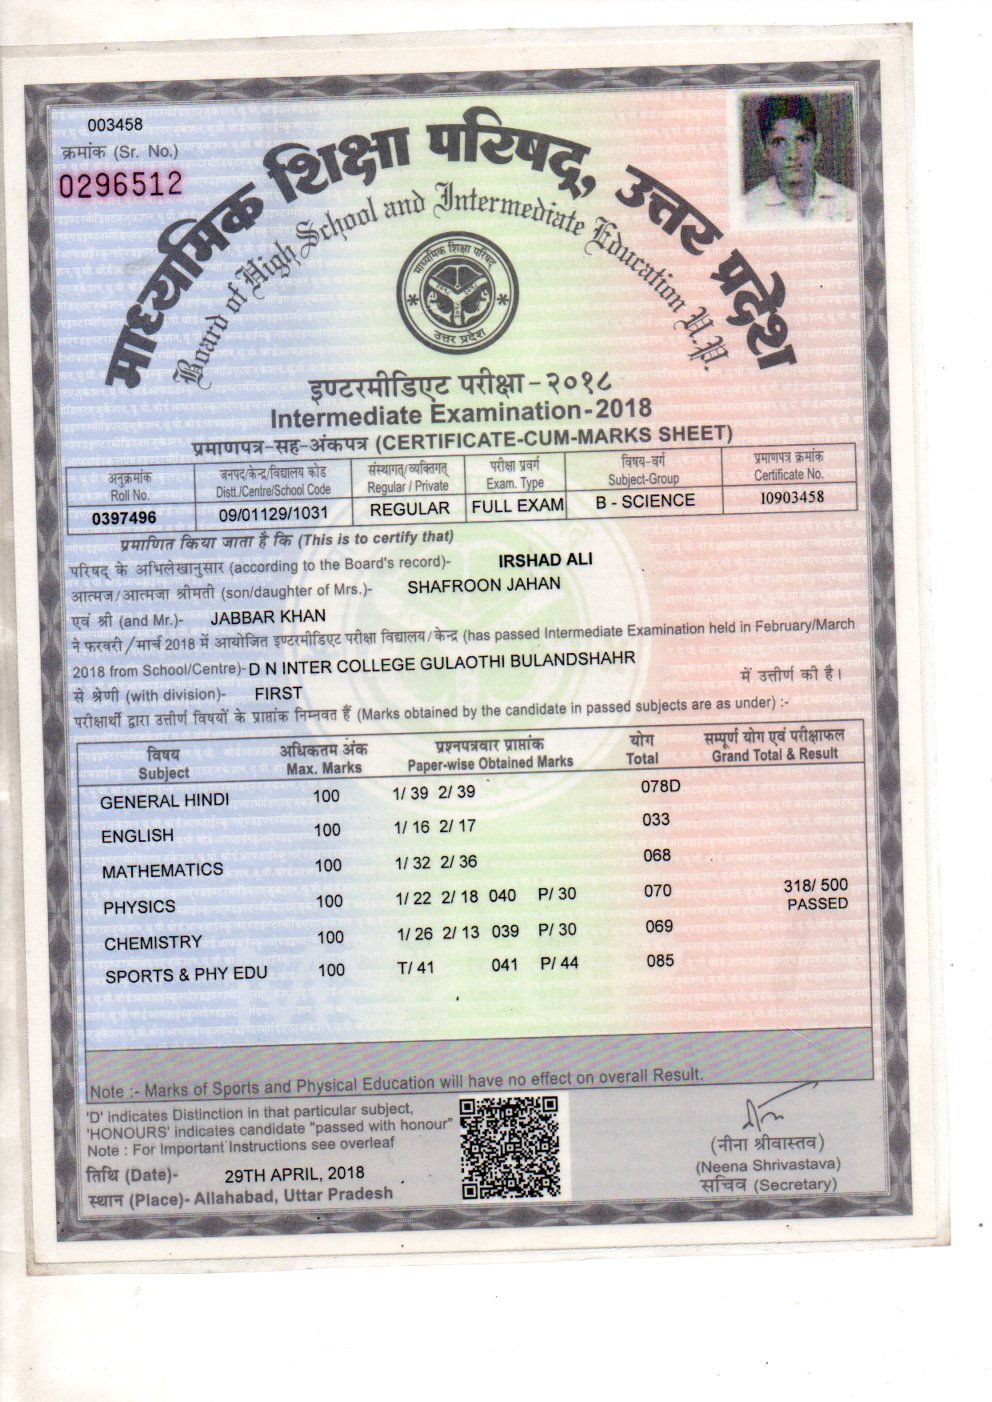 003458
क्रमांक (Sr. No.)
0296512
माध्यमिक शिक्षा परिषद्, उत्तर प्रदेश
Board of High School and Intermediate Education U.P.
माध्यमिक शिक्षा परिषद्
उत्तर प्रदेश
इण्टरमीडिएट परीक्षा-२०१८
Intermediate Examination-2018
प्रमाणपत्र-सह-अंकपत्र (CERTIFICATE-CUM-MARKS SHEET)
अनुक्रमांक जनपद/केन्द्र/विद्यालय कोड संस्थागत/व्यक्तिगत परीक्षा प्रवर्ग विषय-वर्ग प्रमाणपत्र क्रमांक
Roll No. Distt./Centre/School Code Regular / Private Exam. Type Subject-Group Certificate No.
0397496 09/01129/1031 REGULAR FULL EXAM B - SCIENCE I0903458
प्रमाणित किया जाता है कि (This is to certify that)
परिषद् के अभिलेखानुसार (according to the Board's record)- IRSHAD ALI
आत्मज/आत्मजा श्रीमती (son/daughter of Mrs.)- SHAFROON JAHAN
एवं श्री (and Mr.)- JABBAR KHAN
ने फरवरी/मार्च 2018 में आयोजित इण्टरमीडिएट परीक्षा विद्यालय/केन्द्र (has passed Intermediate Examination held in February/March
2018 from School/Centre)- D N INTER COLLEGE GULAOTHI BULANDSHAHR
से श्रेणी (with division)- FIRST में उत्तीर्ण की है।
परीक्षार्थी द्वारा उत्तीर्ण विषयों के प्राप्तांक निम्नवत हैं (Marks obtained by the candidate in passed subjects are as under) :-
विषय अधिकतम अंक प्रश्नपत्रवार प्राप्तांक योग सम्पूर्ण योग एवं परीक्षाफल
Subject Max. Marks Paper-wise Obtained Marks Total Grand Total & Result
GENERAL HINDI 100 1/ 39 2/ 39 078D
ENGLISH 100 1/ 16 2/ 17 033
MATHEMATICS 100 1/ 32 2/ 36 068
PHYSICS 100 1/ 22 2/ 18 040 P/ 30 070 318/ 500
PASSED
CHEMISTRY 100 1/ 26 2/ 13 039 P/ 30 069
SPORTS & PHY EDU 100 T/ 41 041 P/ 44 085
Note :- Marks of Sports and Physical Education will have no effect on overall Result.
'D' indicates Distinction in that particular subject,
'HONOURS' indicates candidate "passed with honour"
Note : For Important Instructions see overleaf
तिथि (Date)- 29TH APRIL, 2018
स्थान (Place)- Allahabad, Uttar Pradesh
(नीना श्रीवास्तव)
(Neena Shrivastava)
सचिव (Secretary)